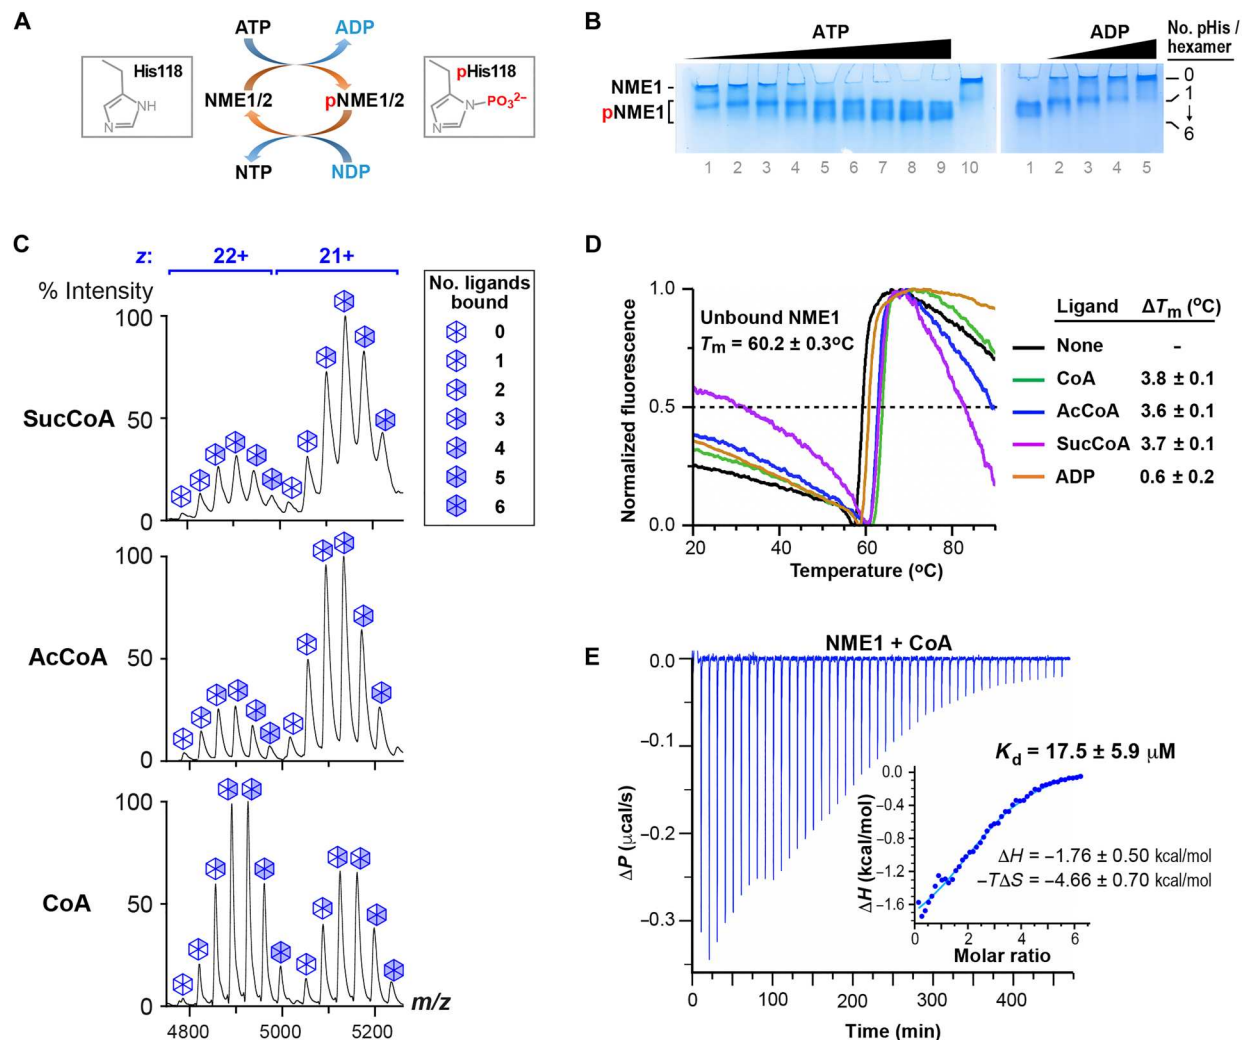 A
ATP
ADP
His118
NH
N
NME1/2
pNME1/2
pHis118
N
PO₃²⁻
N
NTP
NDP
B
ATP
ADP
No. pHis / hexamer
NME1
pNME1
0
1
6
1 2 3 4 5 6 7 8 9 10
1 2 3 4 5
C
z:
22+
21+
% Intensity
100
50
0
SucCoA
No. ligands bound
0
1
2
3
4
5
6
100
50
0
AcCoA
100
50
0
CoA
4800
5000
5200
m/z
D
Normalized fluorescence
1.0
0.5
0.0
Unbound NME1
Tm = 60.2 ± 0.3ºC
20
40
60
80
Temperature (ºC)
Ligand ΔTm (ºC)
None –
CoA 3.8 ± 0.1
AcCoA 3.6 ± 0.1
SucCoA 3.7 ± 0.1
ADP 0.6 ± 0.2
E
NME1 + CoA
ΔP (μcal/s)
0.0
−0.1
−0.2
−0.3
0
100
200
300
400
Time (min)
Kd = 17.5 ± 5.9 μM
ΔH (kcal/mol)
0.0
−0.4
−0.8
−1.2
−1.6
ΔH = −1.76 ± 0.50 kcal/mol
−TΔS = −4.66 ± 0.70 kcal/mol
0
2
4
6
Molar ratio